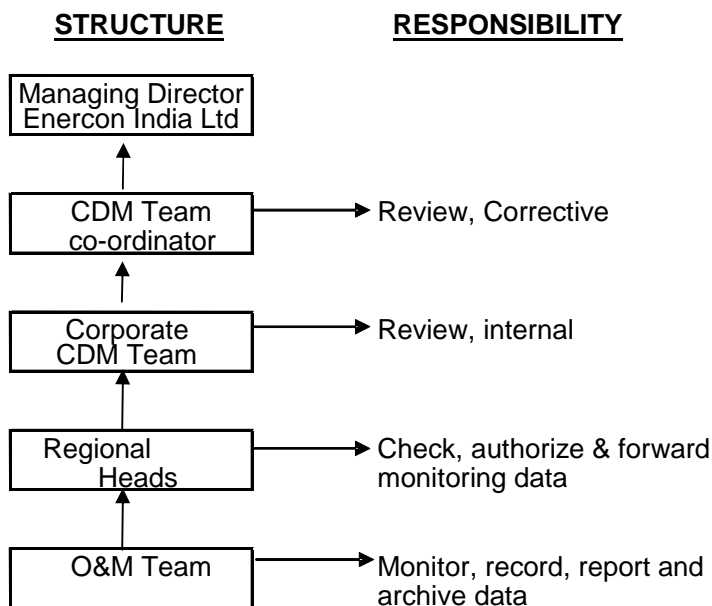 STRUCTURE RESPONSIBILITY
Managing Director
Enercon India Ltd
CDM Team
co-ordinator
Review, Corrective
Corporate
CDM Team
Review, internal
Regional
Heads
Check, authorize & forward
monitoring data
O&M Team
Monitor, record, report and
archive data